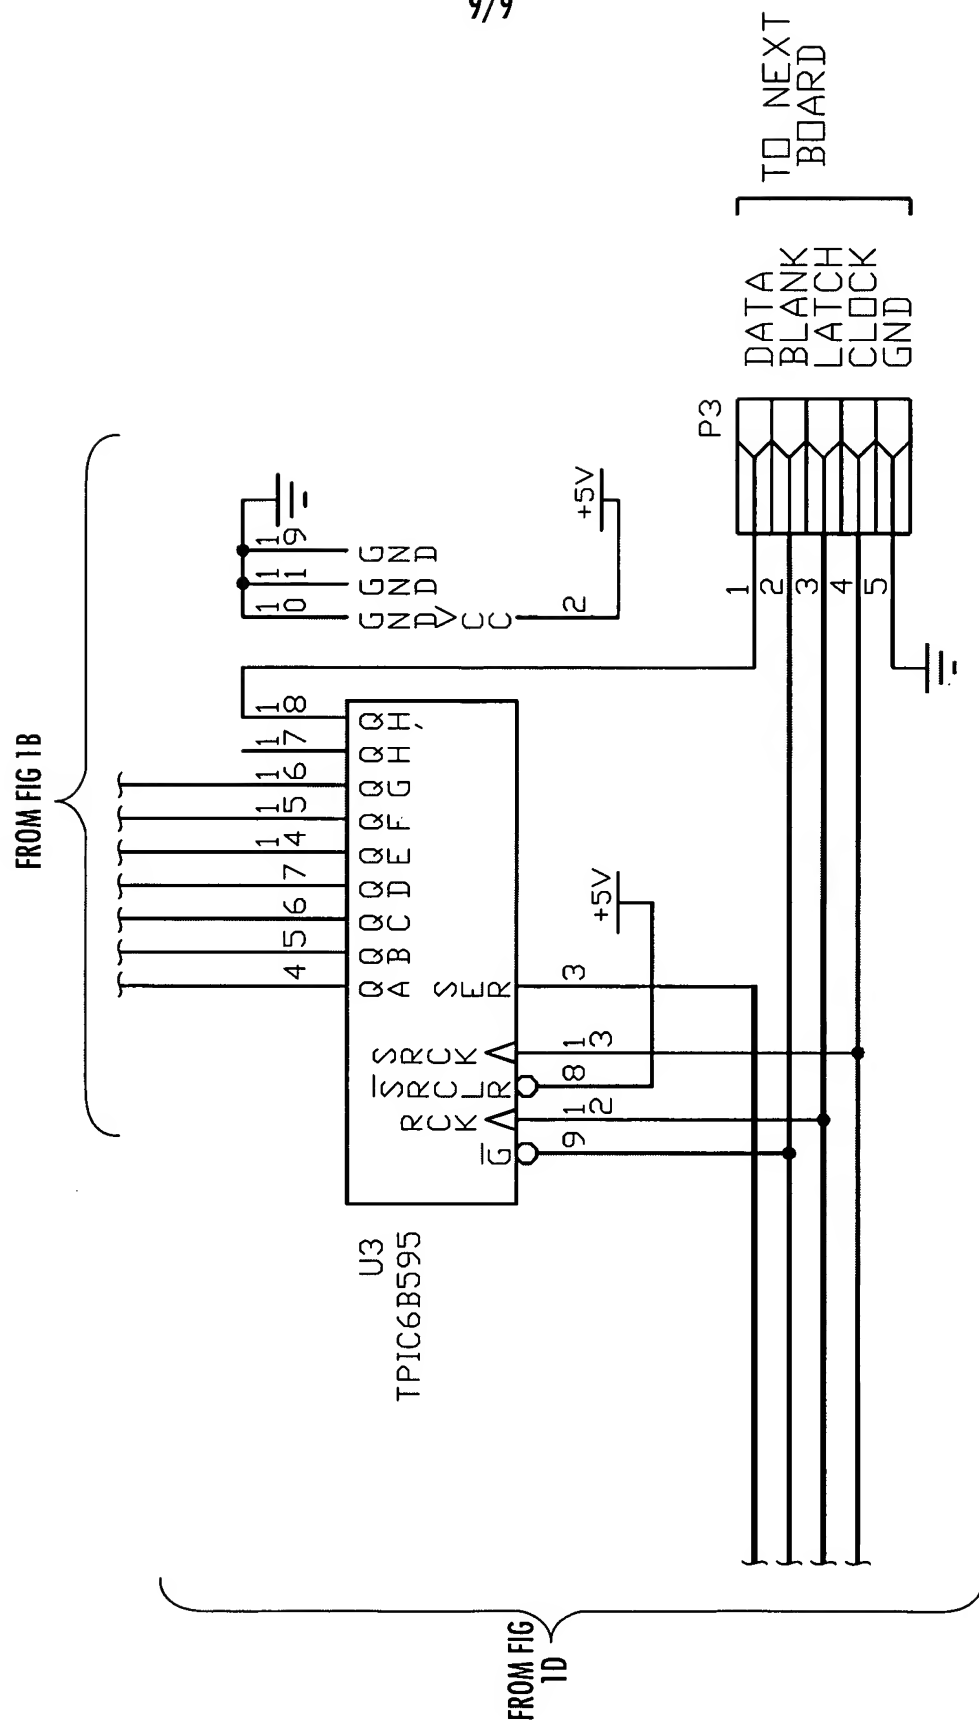 9/9
FROM FIG 1B
4
5
6
7
14
15
16
17
18
10
11
19
QA
QB
QC
QD
QE
QF
QG
QH
QH'
GND
GND
GND
VCC
2
+5V
G
RCK
SRCLR
SRCK
SER
9
12
8
13
3
+5V
U3
TPIC6B595
P3
1
2
3
4
5
DATA
BLANK
LATCH
CLOCK
GND
TO NEXT
BOARD
FROM FIG
1D